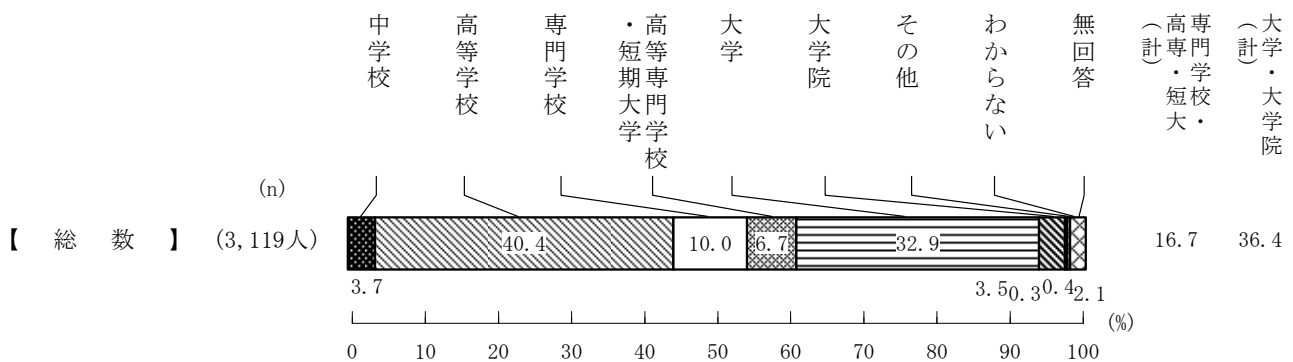 中学校
高等学校
専門学校
高等専門学校
・短期大学
大学
大学院
その他
わからない
無回答
専門学校・
高専・短大
(計)
大学・大学院
(計)
(n)
【 総 数 】 (3,119人)
40.4 10.0 6.7 32.9 16.7 36.4
3.7 3.5 0.3 0.4 2.1
(%)
0 10 20 30 40 50 60 70 80 90 100